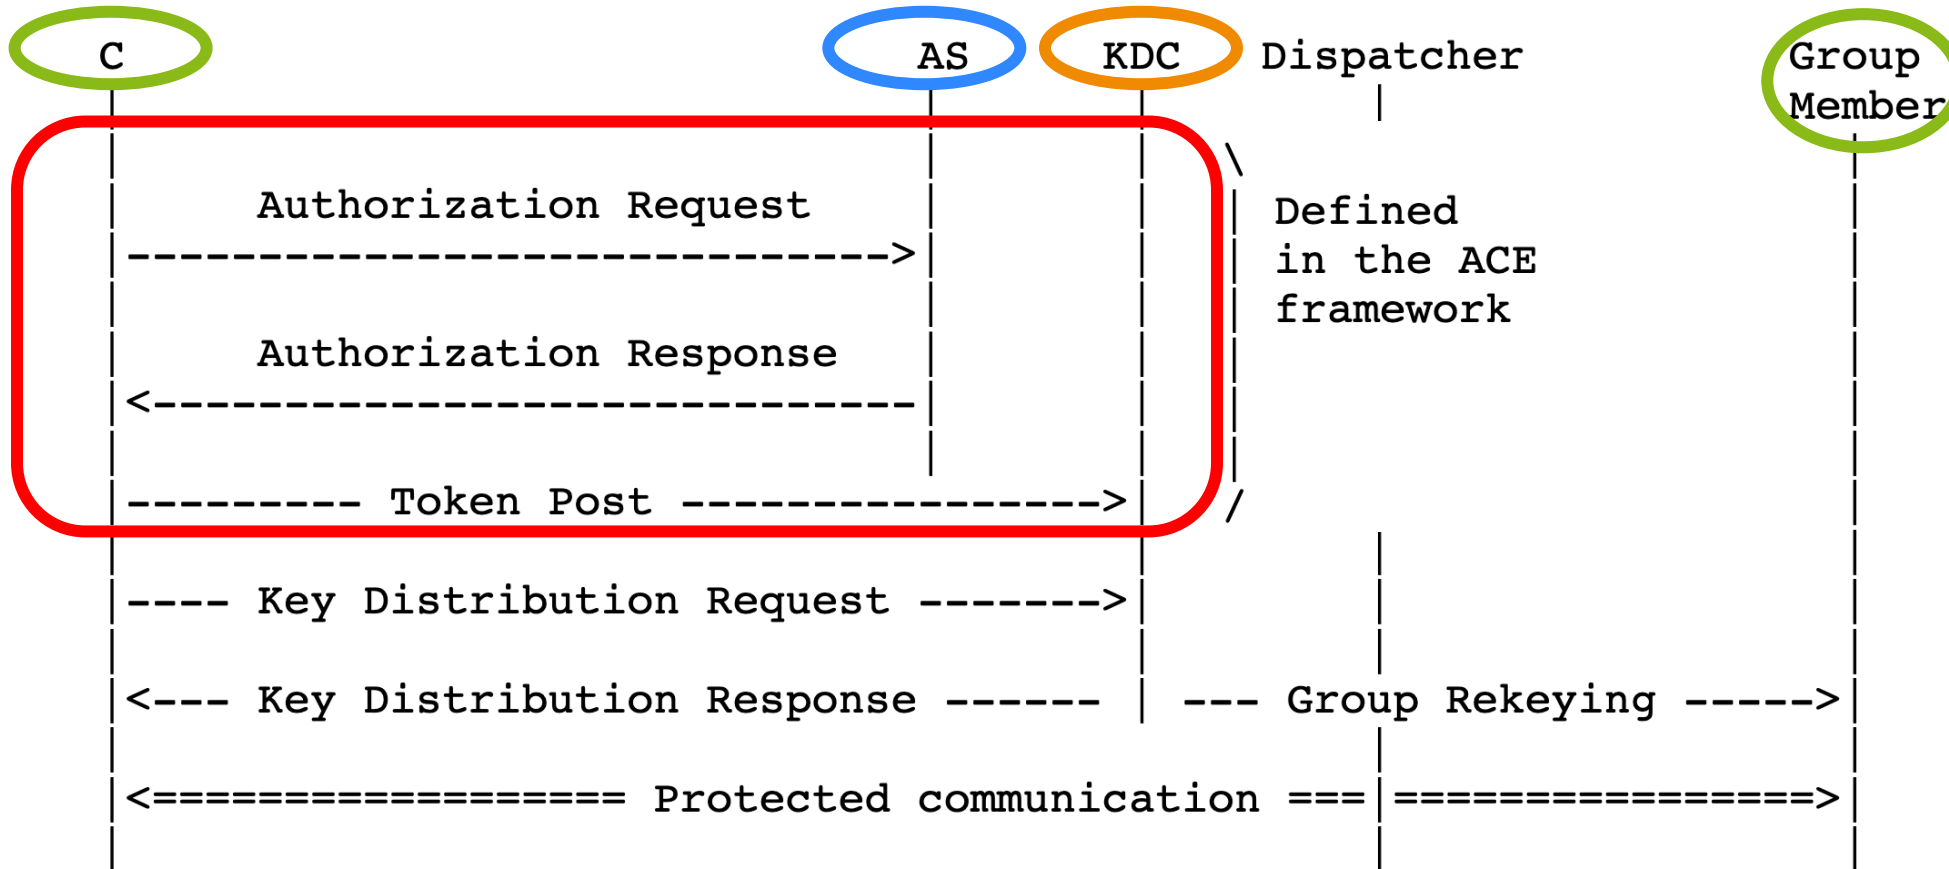 C AS KDC Dispatcher Group
Member
Authorization Request
Defined
in the ACE
framework
Authorization Response
Token Post
Key Distribution Request
Key Distribution Response
Group Rekeying
Protected communication